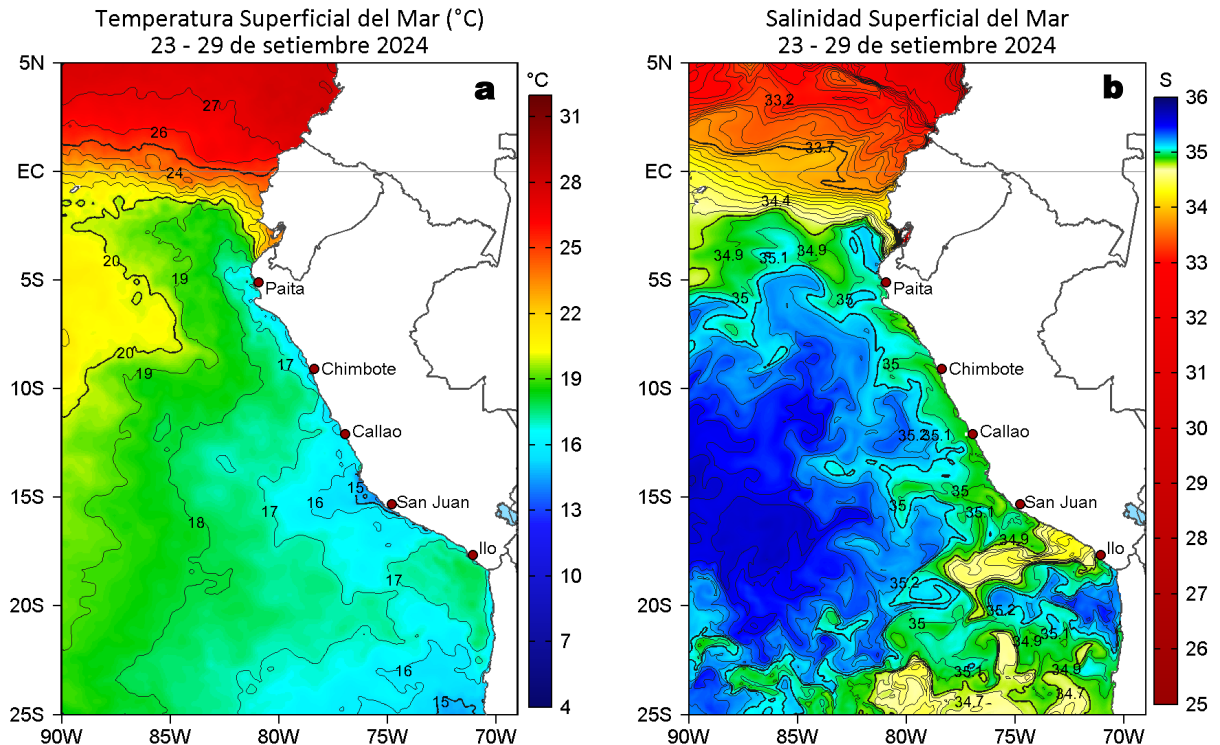 Temperatura Superficial del Mar (°C)
23 - 29 de setiembre 2024
5N
EC
5S
10S
15S
20S
25S
90W
85W
80W
75W
70W
a
27
26
24
20
19
20
19
17
18
17
16
15
17
16
15
Paita
Chimbote
Callao
San Juan
Ilo
°C
31
28
25
22
19
16
13
10
7
4
Salinidad Superficial del Mar
23 - 29 de setiembre 2024
5N
EC
5S
10S
15S
20S
25S
90W
85W
80W
75W
70W
b
33.2
33.7
34.4
34.9
35.1
34.9
35
35
35
35.2
35.1
35
35
35.1
34.9
35.2
35.2
35
35.1
34.9
35.1
34.9
34.7
34.7
Paita
Chimbote
Callao
San Juan
Ilo
S
36
35
34
33
32
31
30
29
28
27
26
25